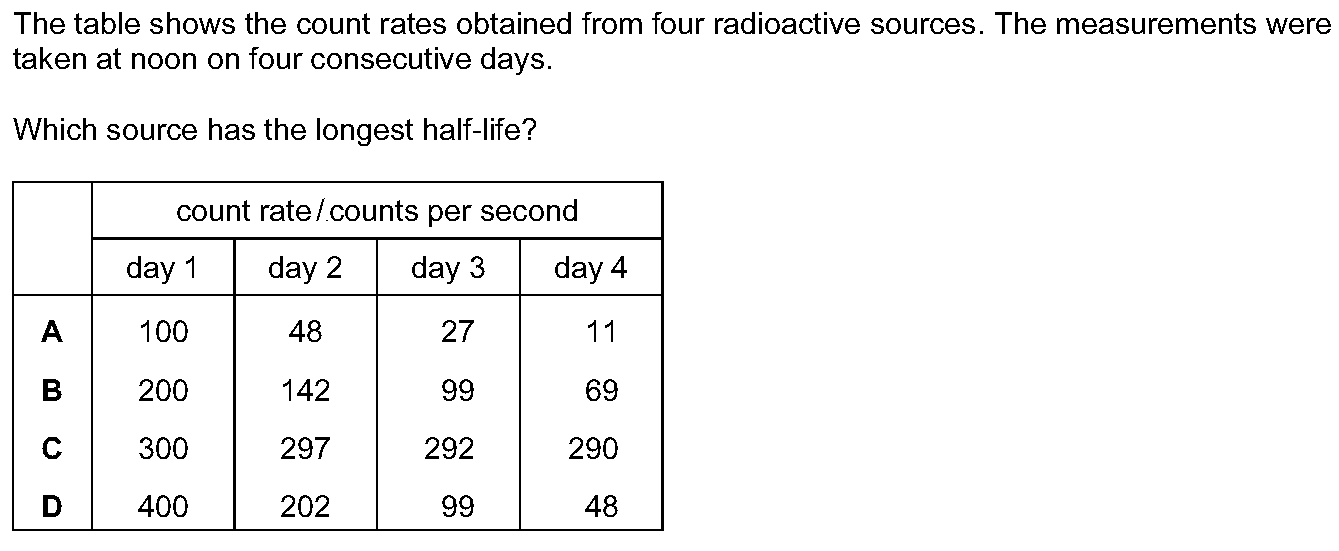 The table shows the count rates obtained from four radioactive sources. The measurements were
taken at noon on four consecutive days.
Which source has the longest half-life?
count rate/.counts per second
day 1 day 2 day 3 day 4
A 100 48 27 11
B 200 142 99 69
C 300 297 292 290
D 400 202 99 48